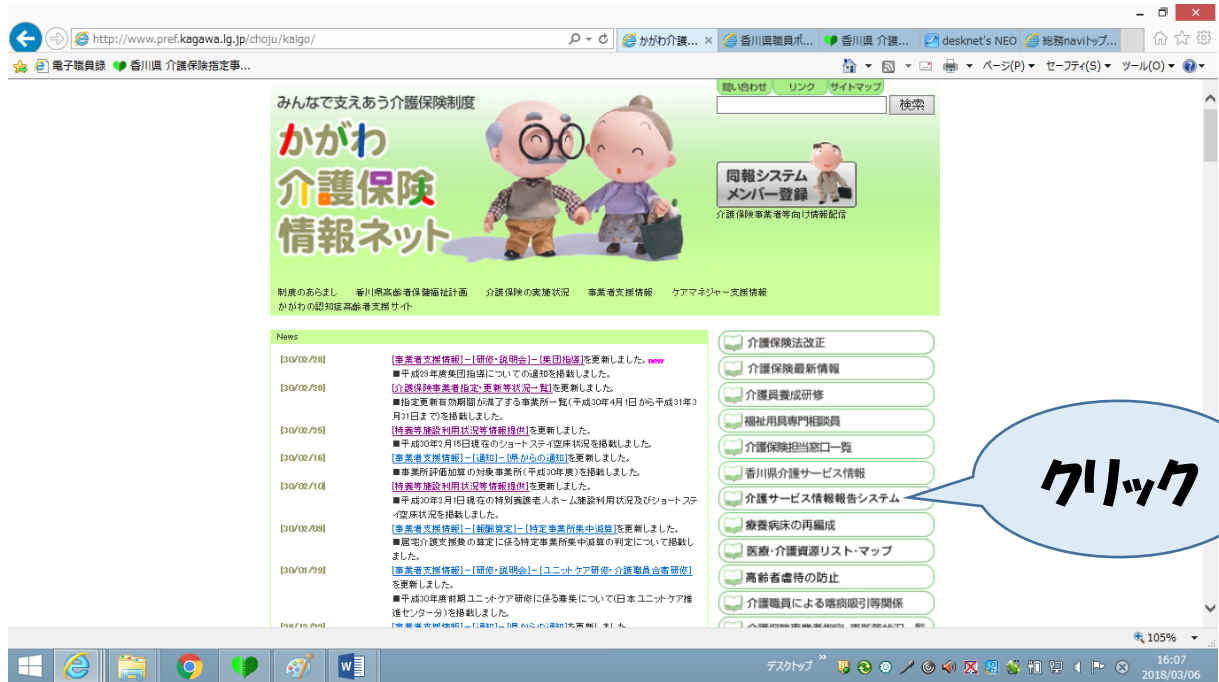 http://www.pref.kagawa.lg.jp/choju/kaigo/
かがわ介護...
香川県職員ポ...
香川県 介護...
desknet's NEO
総務naviトップ...
電子職員録
香川県 介護保険指定事...
ページ(P)
セーフティ(S)
ツール(O)
問い合わせ
リンク
サイトマップ
検索
みんなで支えあう介護保険制度
かがわ
介護保険
情報ネット
同報システム
メンバー登録
介護保険事業者等向け情報配信
制度のあらまし 香川県高齢者保健福祉計画 介護保険の実施状況 事業者支援情報 ケアマネジャー支援情報
かがわの認知症高齢者支援サイト
News
[30/02/28] [事業者支援情報]-[研修・説明会]-[集団指導]を更新しました。new
■平成29年度集団指導についての通知を掲載しました。
[30/02/28] [介護保険事業者指定・更新等状況一覧]を更新しました。
■指定更新有効期間が満了する事業所一覧(平成30年4月1日から平成31年3
月31日まで)を掲載しました。
[30/02/25] [特養等施設利用状況等情報提供]を更新しました。
■平成30年2月15日現在のショートステイ空床状況を掲載しました。
[30/02/16] [事業者支援情報]-[通知]-[県からの通知]を更新しました。
■事業所評価加算の対象事業所(平成30年度)を掲載しました。
[30/02/10] [特養等施設利用状況等情報提供]を更新しました。
■平成30年2月1日現在の特別養護老人ホーム施設利用状況及びショートステ
イ空床状況を掲載しました。
[30/02/09] [事業者支援情報]-[報酬算定]-[特定事業所集中減算]を更新しました。
■居宅介護支援費の算定に係る特定事業所集中減算の判定について掲載し
ました。
[30/01/29] [事業者支援情報]-[研修・説明会]-[ユニットケア研修・介護職員合害研修]
を更新しました。
■平成30年度前期ユニットケア研修に係る募集について(日本ユニットケア推
進センター分)を掲載しました。
介護保険法改正
介護保険最新情報
介護員養成研修
福祉用具専門相談員
介護保険担当窓口一覧
香川県介護サービス情報
介護サービス情報報告システム
療養病床の再編成
医療・介護資源リスト・マップ
高齢者虐待の防止
介護職員による喀痰吸引等関係
クリック
105%
デスクトップ
16:07
2018/03/06